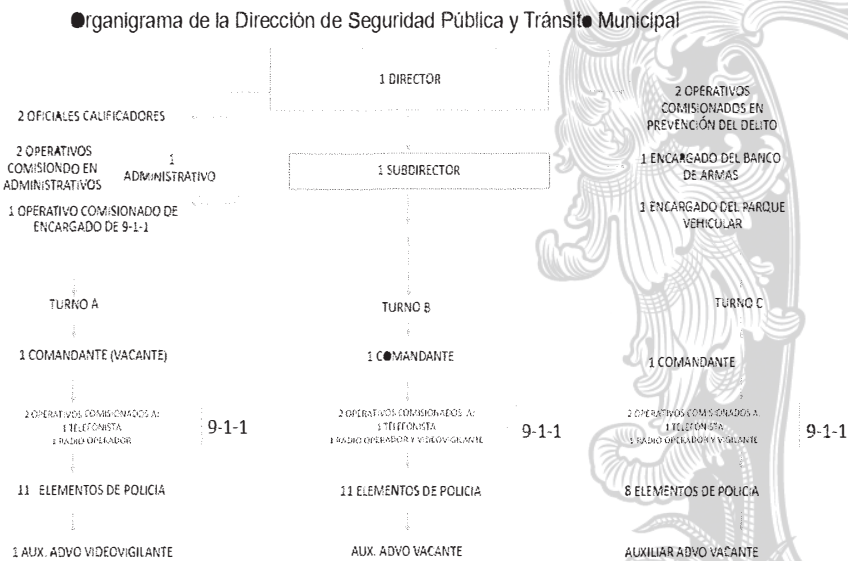 Organigrama de la Dirección de Seguridad Pública y Tránsito Municipal
1 DIRECTOR
2 OFICIALES CALIFICADORES
2 OPERATIVOS
COMISIONADOS EN
PREVENCIÓN DEL DELITO
2 OPERATIVOS
COMISIONDO EN
ADMINISTRATIVOS
1
ADMINISTRATIVO
1 SUBDIRECTOR
1 ENCARGADO DEL BANCO
DE ARMAS
1 OPERATIVO COMISIONADO DE
ENCARGADO DE 9-1-1
1 ENCARGADO DEL PARQUE
VEHICULAR
TURNO A
TURNO B
TURNO C
1 COMANDANTE (VACANTE)
1 COMANDANTE
1 COMANDANTE
2 OPERATIVOS COMISIONADOS A:
1 TELEFONISTA
1 RADIO OPERADOR
9-1-1
2 OPERATIVOS COMISIONADOS A:
1 TELEFONISTA
1 RADIO OPERADOR Y VIDEOVIGILANTE
9-1-1
2 OPERATIVOS COMISIONADOS A:
1 TELEFONISTA
1 RADIO OPERADOR Y VIGILANTE
9-1-1
11 ELEMENTOS DE POLICIA
11 ELEMENTOS DE POLICIA
8 ELEMENTOS DE POLICIA
1 AUX. ADVO VIDEOVIGILANTE
AUX. ADVO VACANTE
AUXILIAR ADVO VACANTE